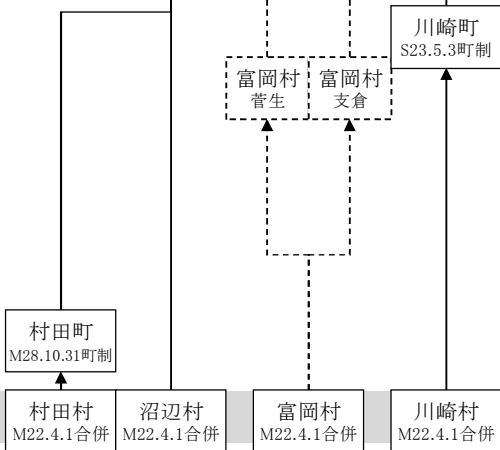 川崎町
S23.5.3町制
富岡村
菅生
富岡村
支倉
村田町
M28.10.31町制
村田村
M22.4.1合併
沼辺村
M22.4.1合併
富岡村
M22.4.1合併
川崎村
M22.4.1合併